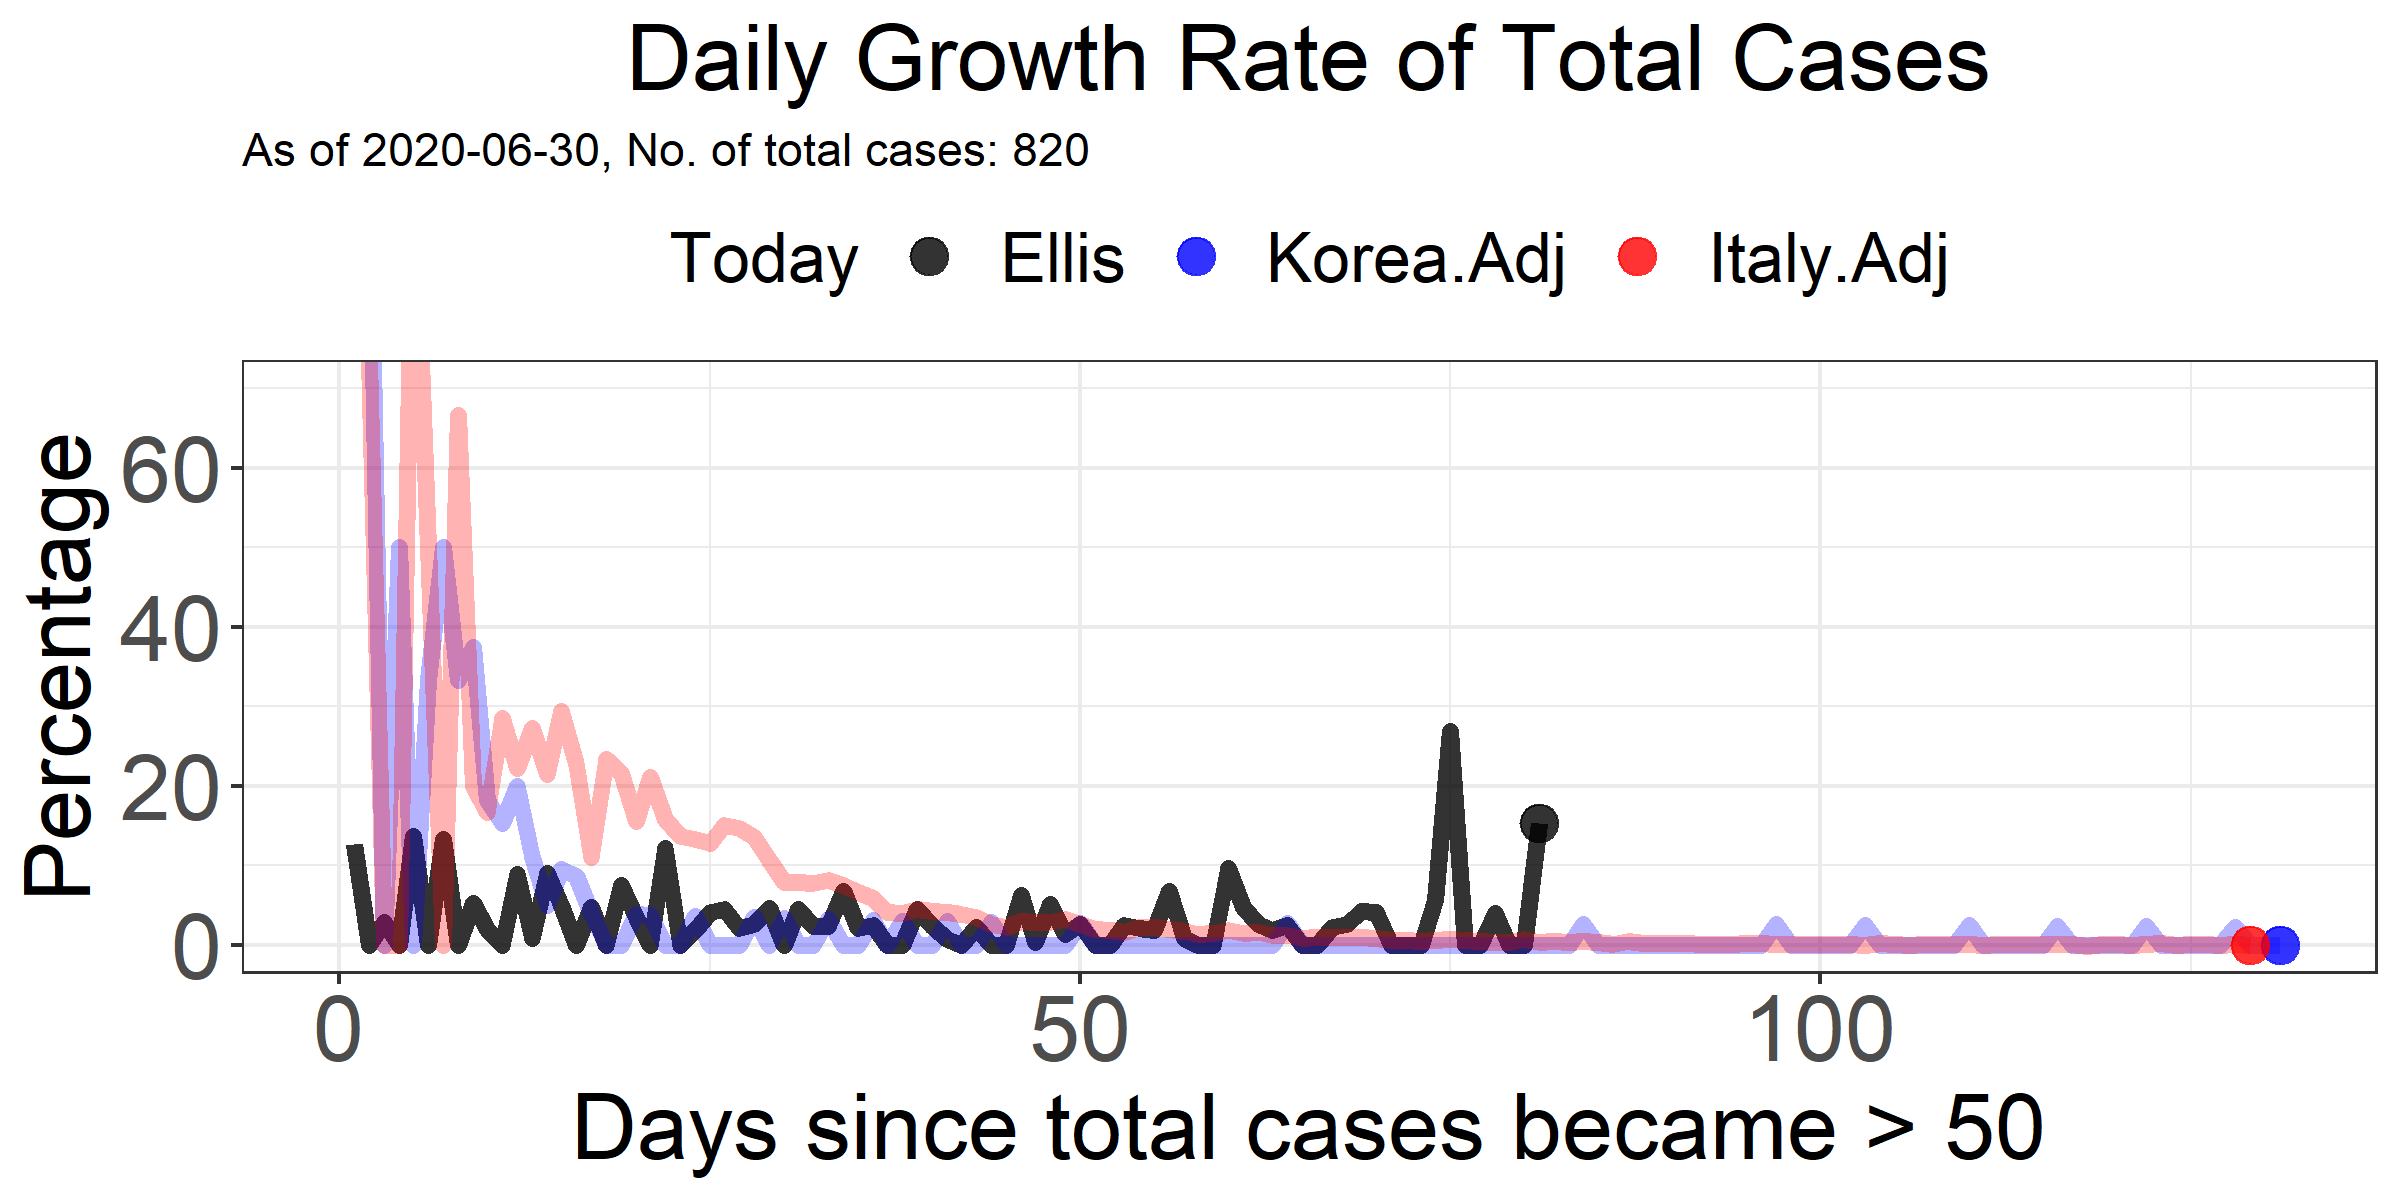 Daily Growth Rate of Total Cases
As of 2020-06-30, No. of total cases: 820
Today Ellis Korea.Adj Italy.Adj
Percentage
60
40
20
0
0 50 100
Days since total cases became > 50